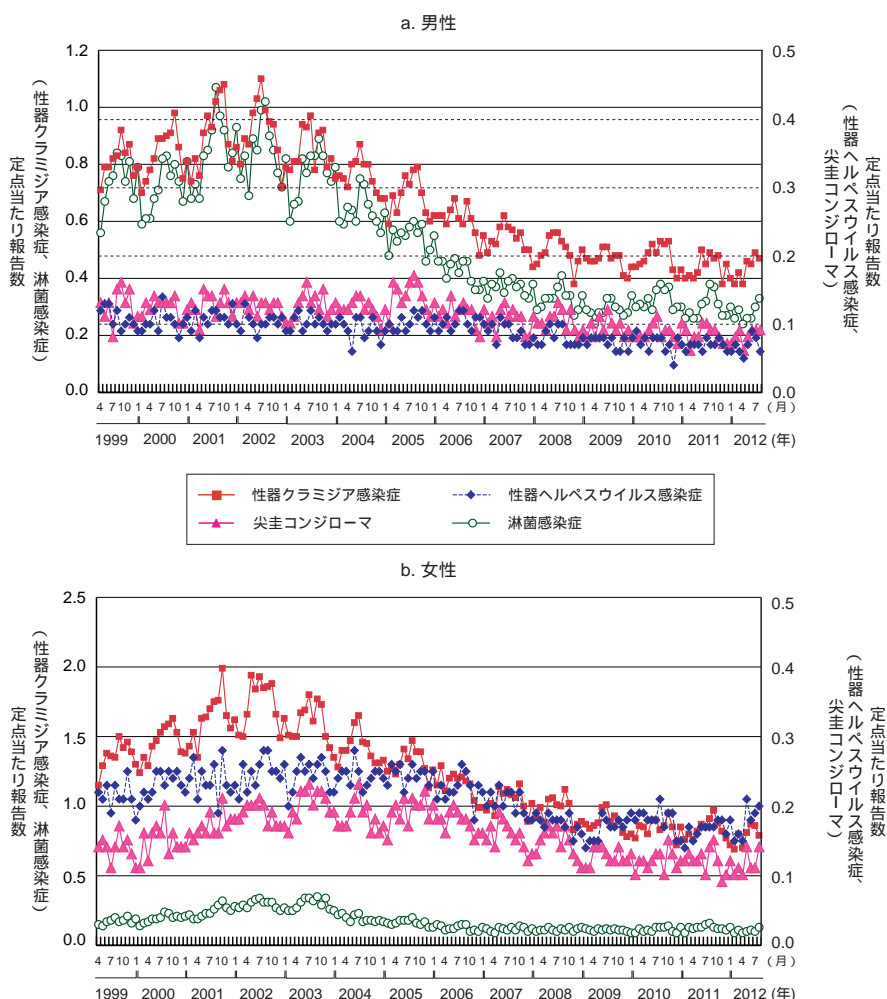 a. 男性
1.2
1.0
0.8
0.6
0.4
0.2
0.0
定点当たり報告数
（性器クラミジア感染症、淋菌感染症）
0.5
0.4
0.3
0.2
0.1
0.0
定点当たり報告数
（性器ヘルペスウイルス感染症、
尖圭コンジローマ）
4 7 10 1 4 7 10 1 4 7 10 1 4 7 10 1 4 7 10 1 4 7 10 1 4 7 10 1 4 7 10 1 4 7 10 1 4 7 10 1 4 7 10 1 4 7 10 1 4 7 10 1 4 7 (月)
1999 2000 2001 2002 2003 2004 2005 2006 2007 2008 2009 2010 2011 2012 (年)
性器クラミジア感染症 性器ヘルペスウイルス感染症
尖圭コンジローマ 淋菌感染症
b. 女性
2.5
2.0
1.5
1.0
0.5
0.0
定点当たり報告数
（性器クラミジア感染症、淋菌感染症）
0.5
0.4
0.3
0.2
0.1
0.0
定点当たり報告数
（性器ヘルペスウイルス感染症、
尖圭コンジローマ）
4 7 10 1 4 7 10 1 4 7 10 1 4 7 10 1 4 7 10 1 4 7 10 1 4 7 10 1 4 7 10 1 4 7 10 1 4 7 10 1 4 7 10 1 4 7 10 1 4 7 10 1 4 7 (月)
1999 2000 2001 2002 2003 2004 2005 2006 2007 2008 2009 2010 2011 2012 (年)